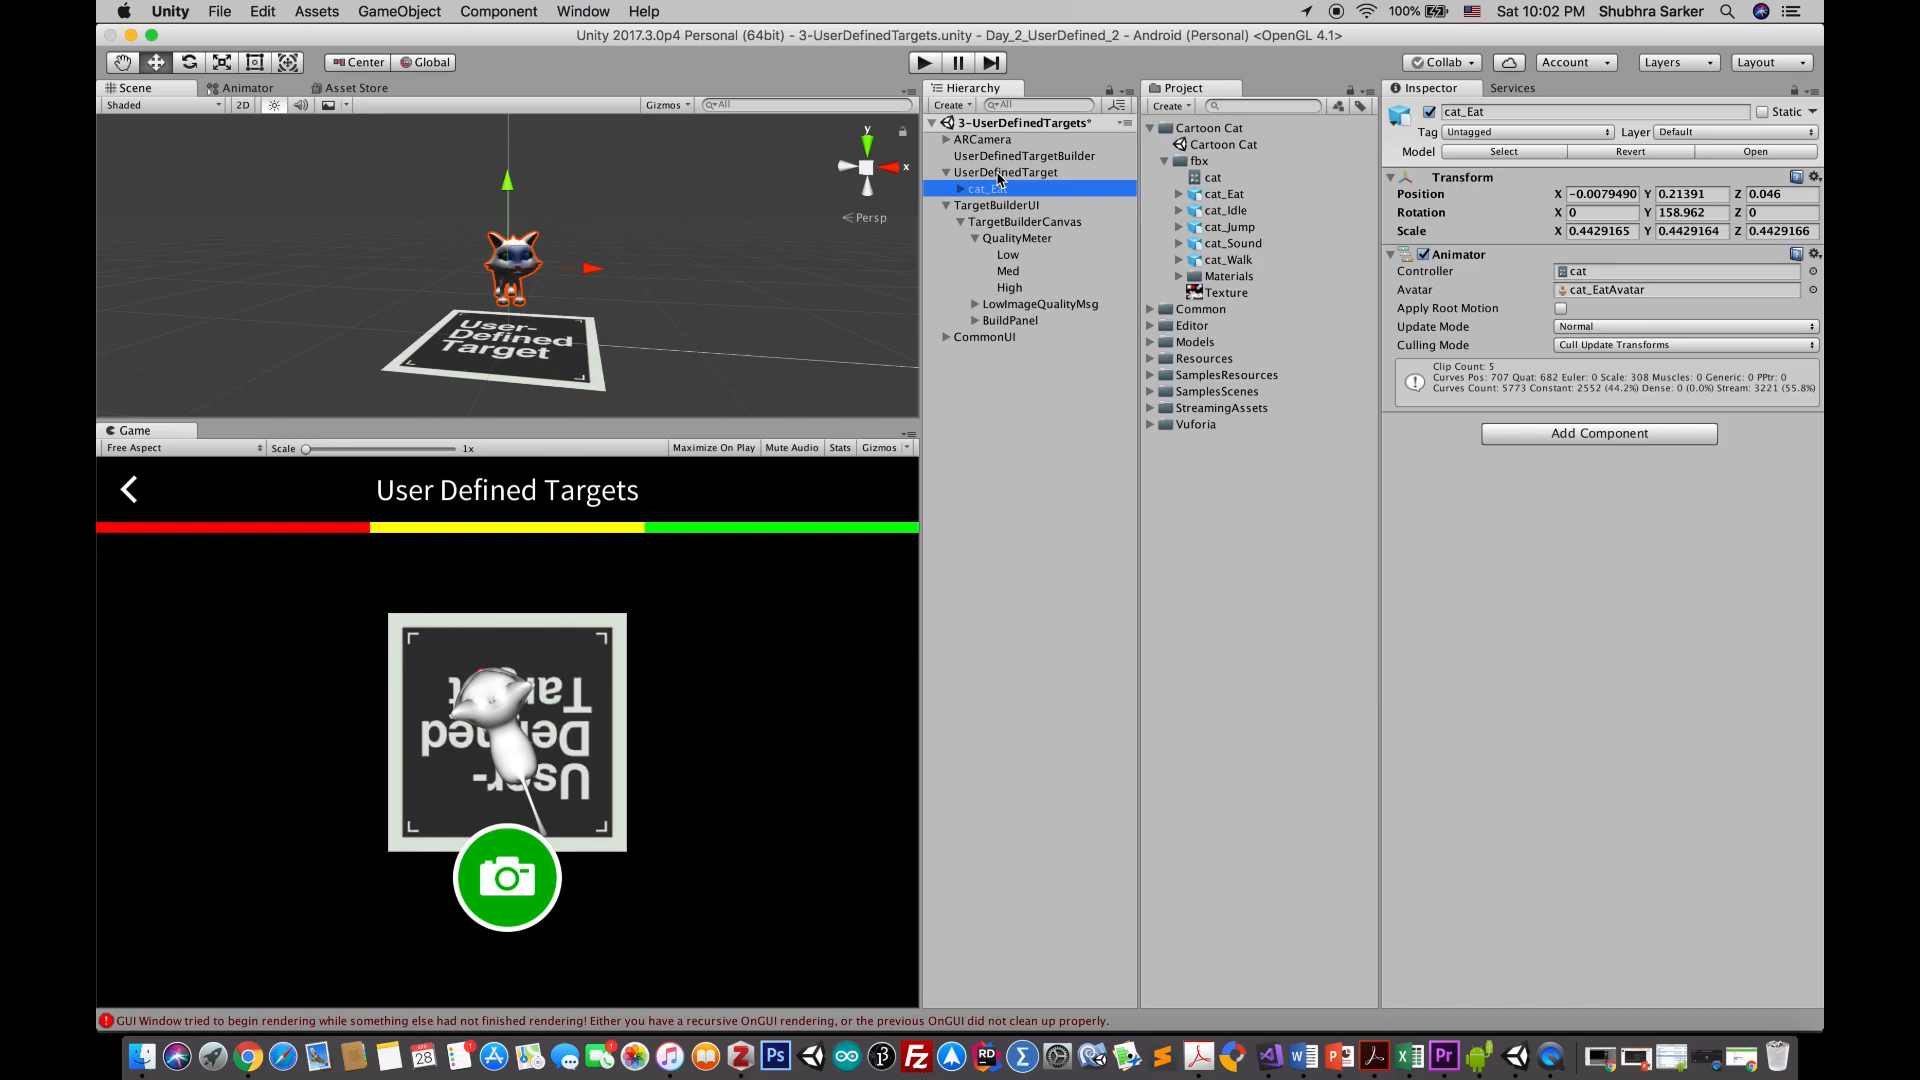 Unity File Edit Assets GameObject Component Window Help
100% Sat 10:02 PM Shubhra Sarker
Unity 2017.3.0p4 Personal (64bit) - 3-UserDefinedTargets.unity - Day_2_UserDefined_2 - Android (Personal) <OpenGL 4.1>
Center Global Collab Account Layers Layout
Scene Animator Asset Store
Shaded 2D Gizmos All
y
x
Persp
User-
Defined
Target
Game
Free Aspect Scale 1x Maximize On Play Mute Audio Stats Gizmos
User Defined Targets
User-
Defined
Target
Hierarchy
Create All
3-UserDefinedTargets*
ARCamera
UserDefinedTargetBuilder
UserDefinedTarget
cat_Eat
TargetBuilderUI
TargetBuilderCanvas
QualityMeter
Low
Med
High
LowImageQualityMsg
BuildPanel
CommonUI
Project
Create
Cartoon Cat
Cartoon Cat
fbx
cat
cat_Eat
cat_Idle
cat_Jump
cat_Sound
cat_Walk
Materials
Texture
Common
Editor
Models
Resources
SamplesResources
SamplesScenes
StreamingAssets
Vuforia
Inspector Services
cat_Eat Static
Tag Untagged Layer Default
Model Select Revert Open
Transform
Position X -0.0079490 Y 0.21391 Z 0.046
Rotation X 0 Y 158.962 Z 0
Scale X 0.4429165 Y 0.4429164 Z 0.4429166
Animator
Controller cat
Avatar cat_EatAvatar
Apply Root Motion
Update Mode Normal
Culling Mode Cull Update Transforms
Clip Count: 5
Curves Pos: 707 Quat: 682 Euler: 0 Scale: 308 Muscles: 0 Generic: 0 PPtr: 0
Curves Count: 5773 Constant: 2552 (44.2%) Dense: 0 (0.0%) Stream: 3221 (55.8%)
Add Component
GUI Window tried to begin rendering while something else had not finished rendering! Either you have a recursive OnGUI rendering, or the previous OnGUI did not clean up properly.